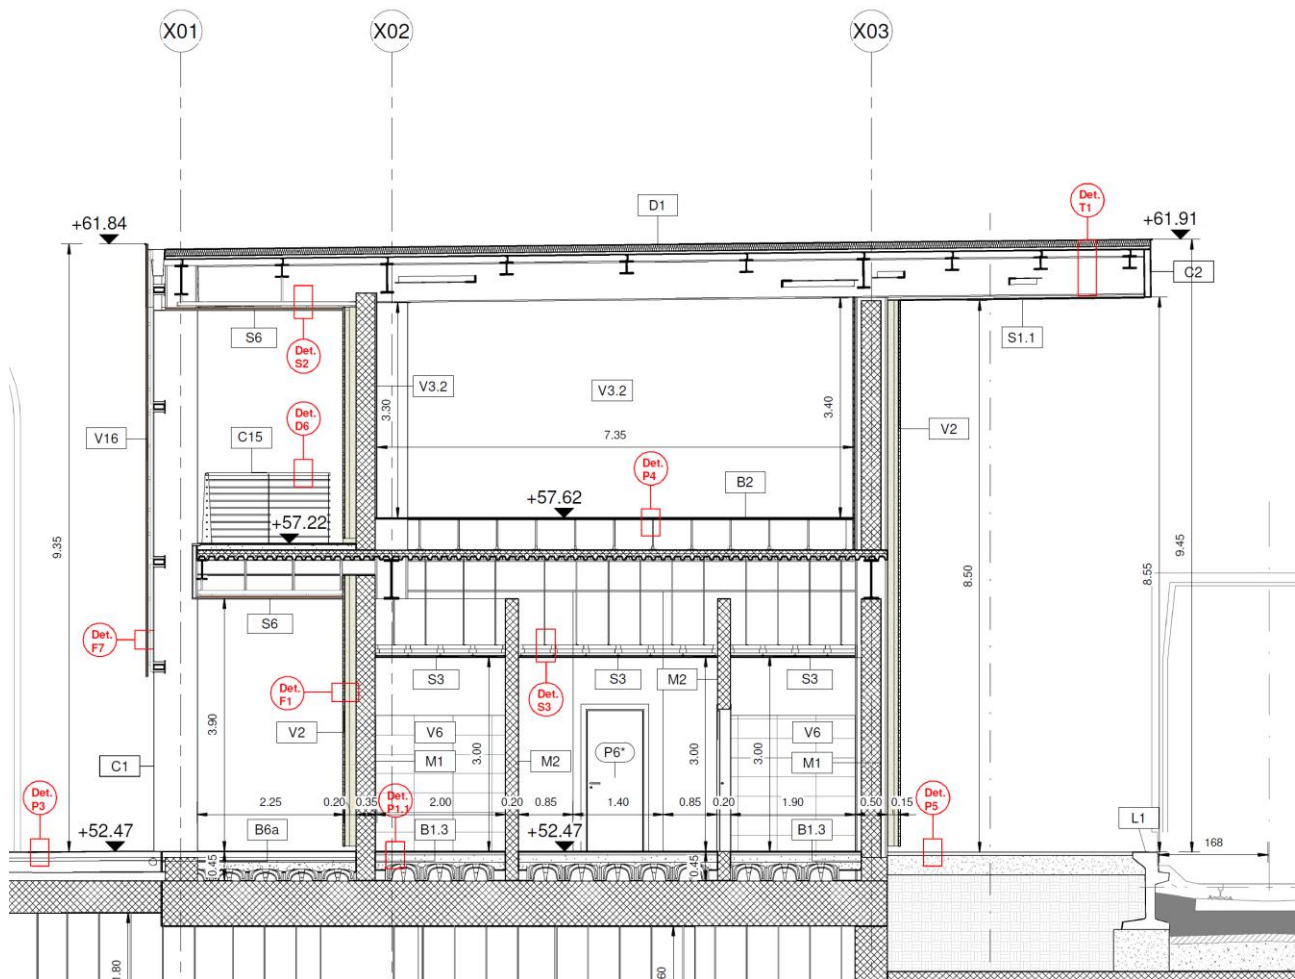 X01
X02
X03
Det.
T1
+61.84
D1
+61.91
C2
S6
S1.1
Det.
S2
V3.2
V3.2
3.30
3.40
Det.
D6
7.35
V16
C15
V2
Det.
P4
B2
+57.62
+57.22
9.35
8.50
8.55
9.45
S6
Det.
F7
S3
S3
M2
S3
Det.
F1
Det.
S3
3.90
V2
V6
M1
3.00
M2
P6*
3.00
3.00
V6
M1
C1
Det.
P3
Det.
P1.1
Det.
P5
2.25
0.20
0.35
2.00
0.20
0.85
1.40
0.85
0.20
1.90
0.50
0.15
L1
+52.47
B6a
B1.3
+52.47
B1.3
168
0.45
0.45